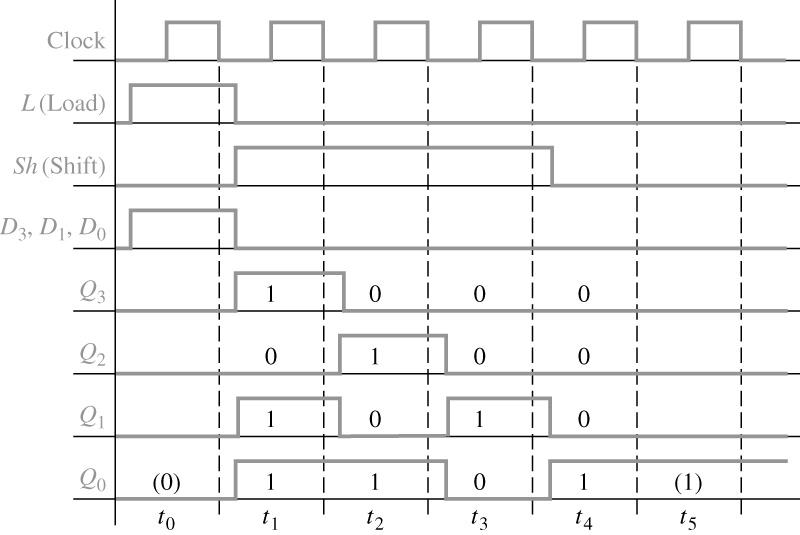 Clock
L (Load)
Sh (Shift)
D₃, D₁, D₀
Q₃ 1 0 0 0
Q₂ 0 1 0 0
Q₁ 1 0 1 0
Q₀ (0) 1 1 0 1 (1)
t₀ t₁ t₂ t₃ t₄ t₅